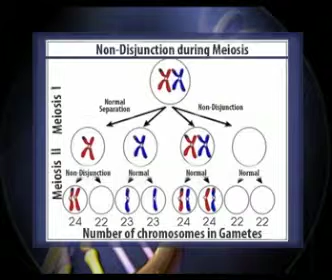 Non-Disjunction during Meiosis
Meiosis I
Normal
Separation
Non-Disjunction
Meiosis II
Non-Disjunction Normal Normal Normal
24 22 23 23 24 24 22 22
Number of chromosomes in Gametes